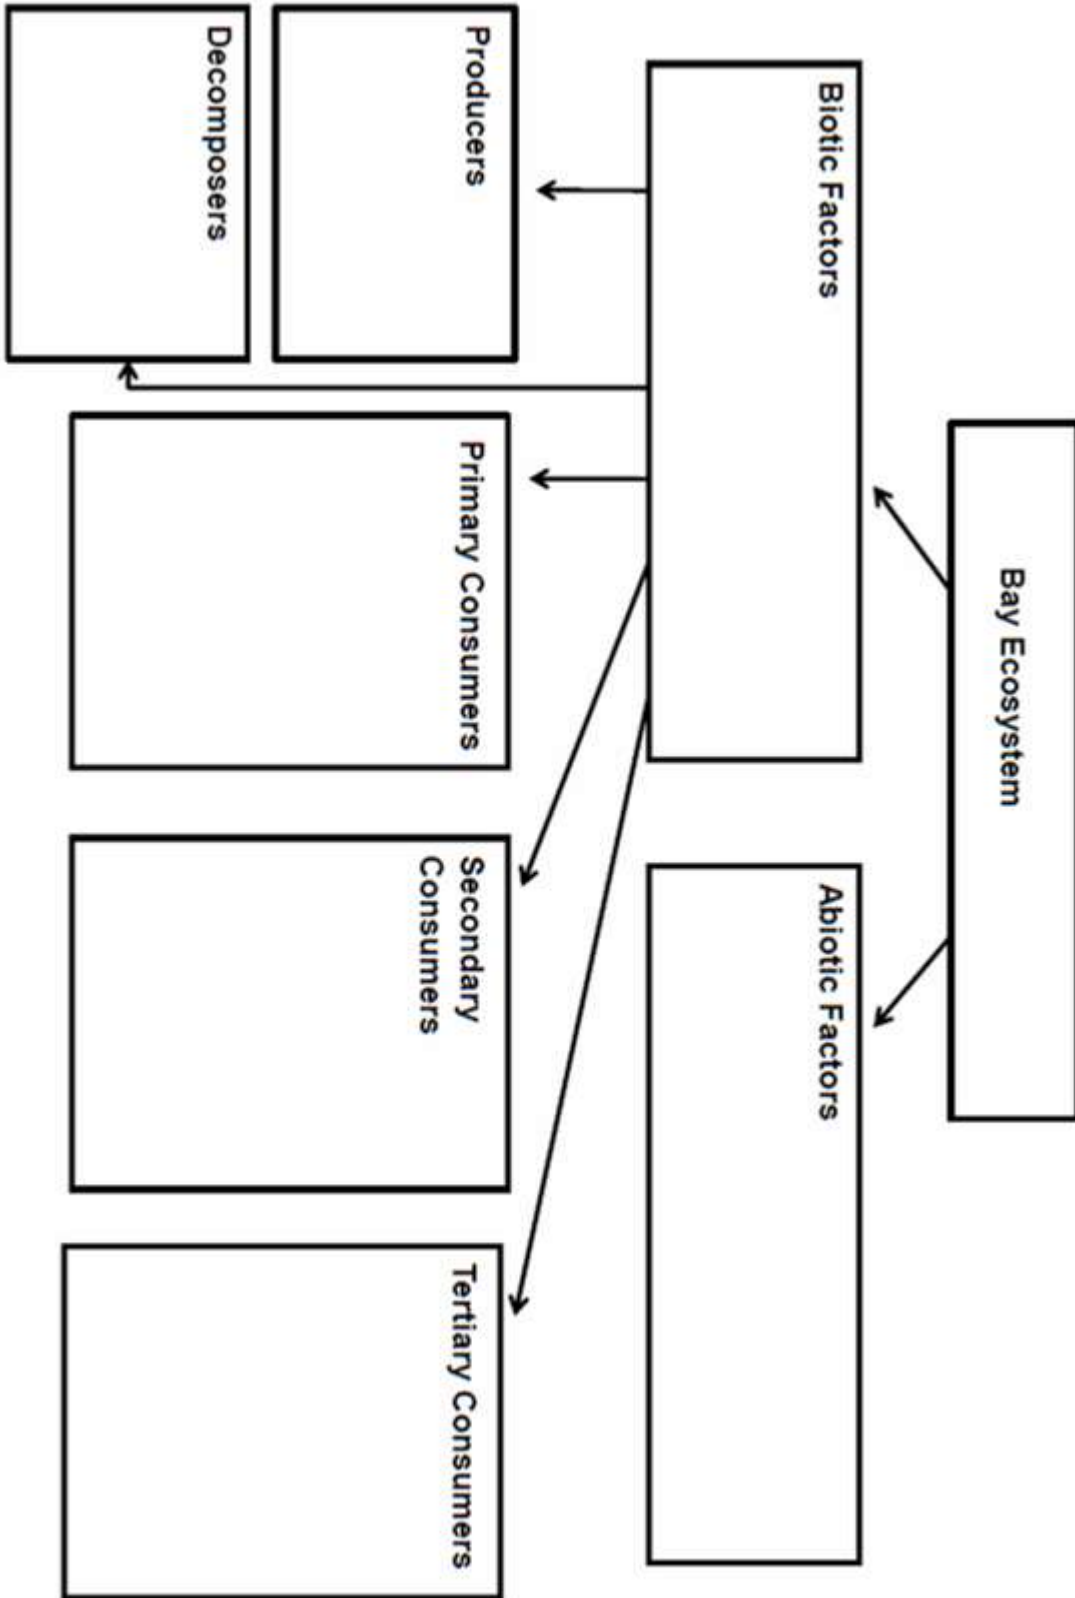 Bay Ecosystem
Biotic Factors
Abiotic Factors
Producers
Primary Consumers
Secondary
Consumers
Tertiary Consumers
Decomposers